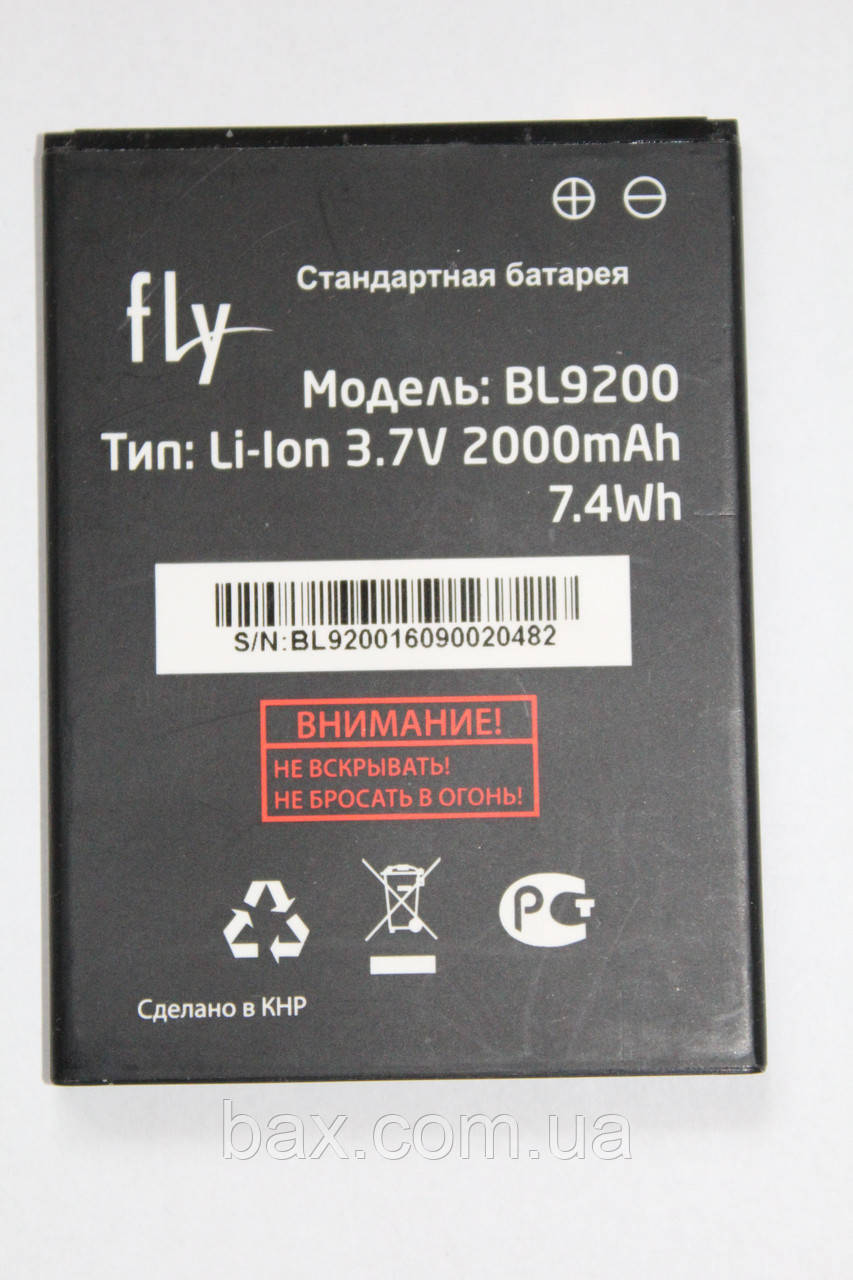 fly
Стандартная батарея
Модель: BL9200
Тип: Li-Ion 3.7V 2000mAh
7.4Wh
S/N:BL920016090020482
ВНИМАНИЕ!
НЕ ВСКРЫВАТЬ!
НЕ БРОСАТЬ В ОГОНЬ!
РСТ
Сделано в КНР
bax.com.ua